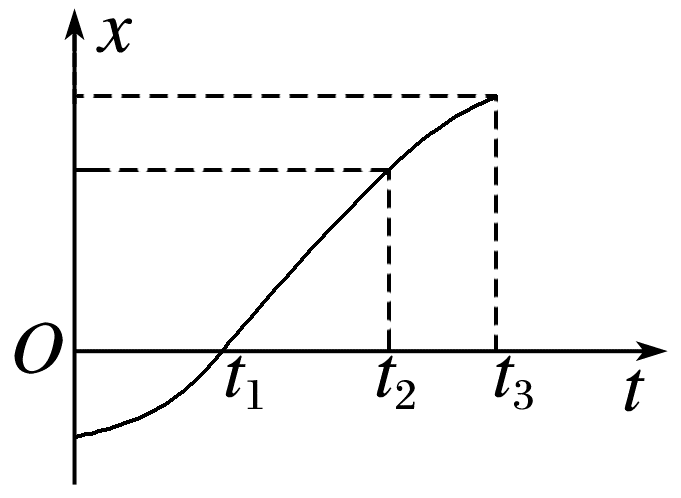 x
O
t₁ t₂ t₃ t